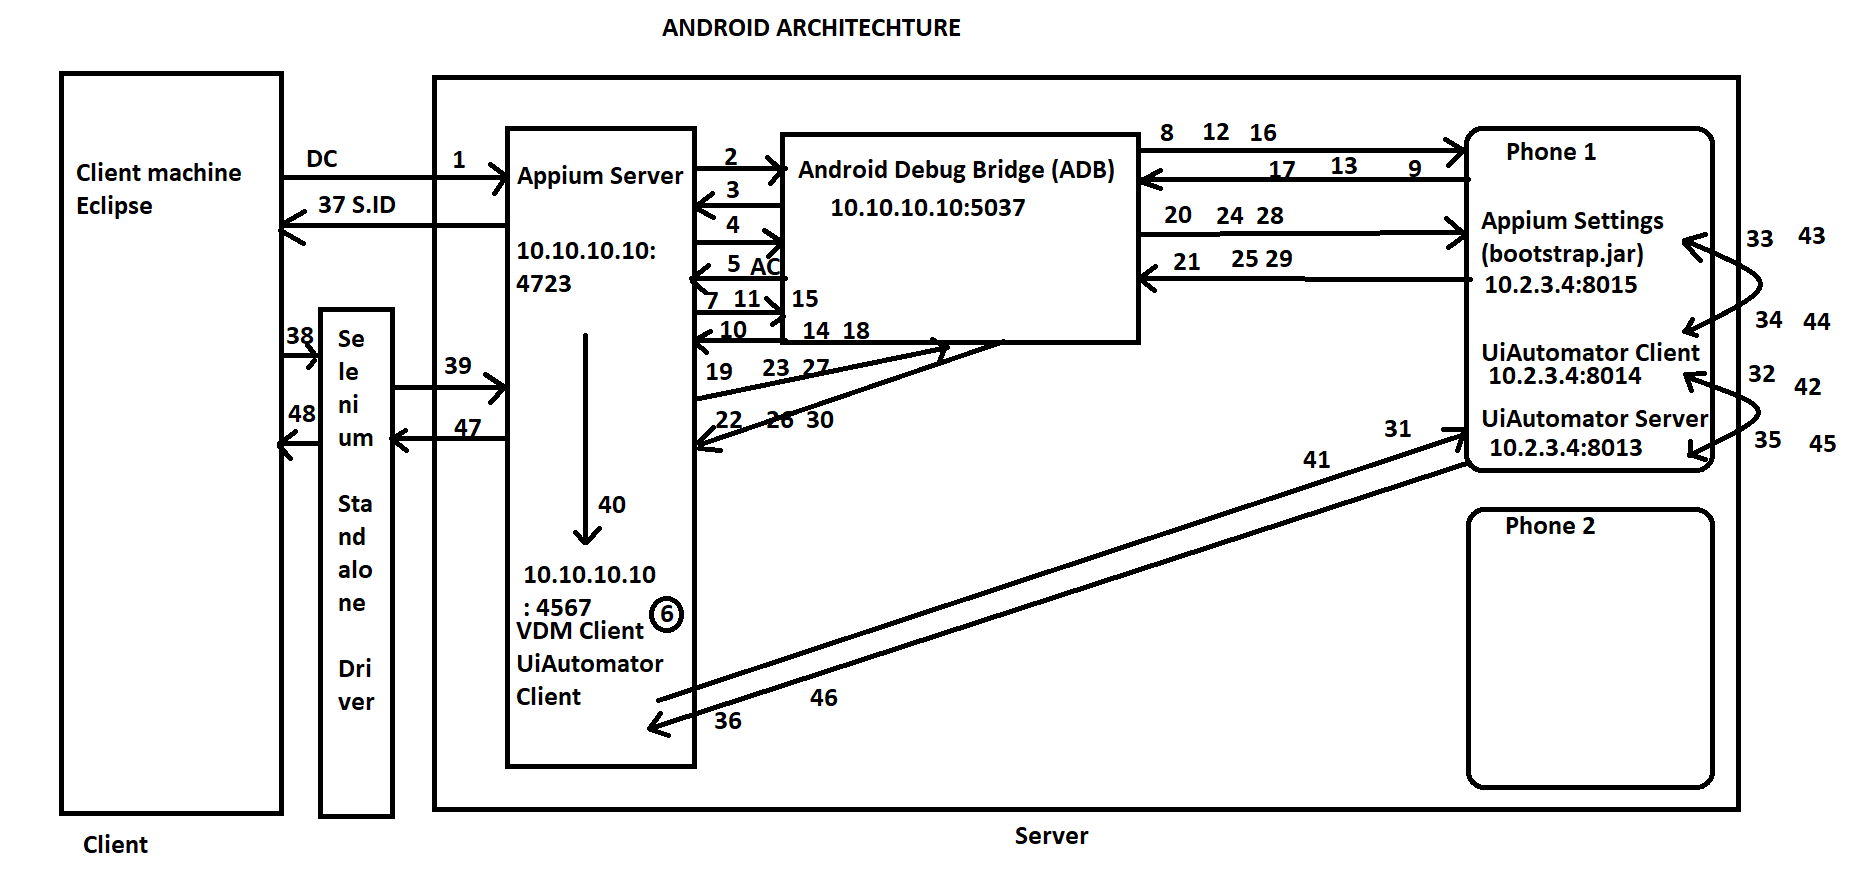 ANDROID ARCHITECHTURE
Client machine
Eclipse
DC
1
37 S.ID
38
48
39
47
Se
le
ni
um
Sta
nd
alo
ne
Dri
ver
Appium Server
10.10.10.10:
4723
40
10.10.10.10
: 4567
6
VDM Client
UiAutomator
Client
2
3
4
5 AC
7 11 15
10 14 18
19 23 27
22 26 30
Android Debug Bridge (ADB)
10.10.10.10:5037
8 12 16
17 13 9
20 24 28
21 25 29
31
41
46
36
Phone 1
Appium Settings
(bootstrap.jar)
10.2.3.4:8015
UiAutomator Client
10.2.3.4:8014
UiAutomator Server
10.2.3.4:8013
33 43
34 44
32 42
35 45
Phone 2
Client
Server